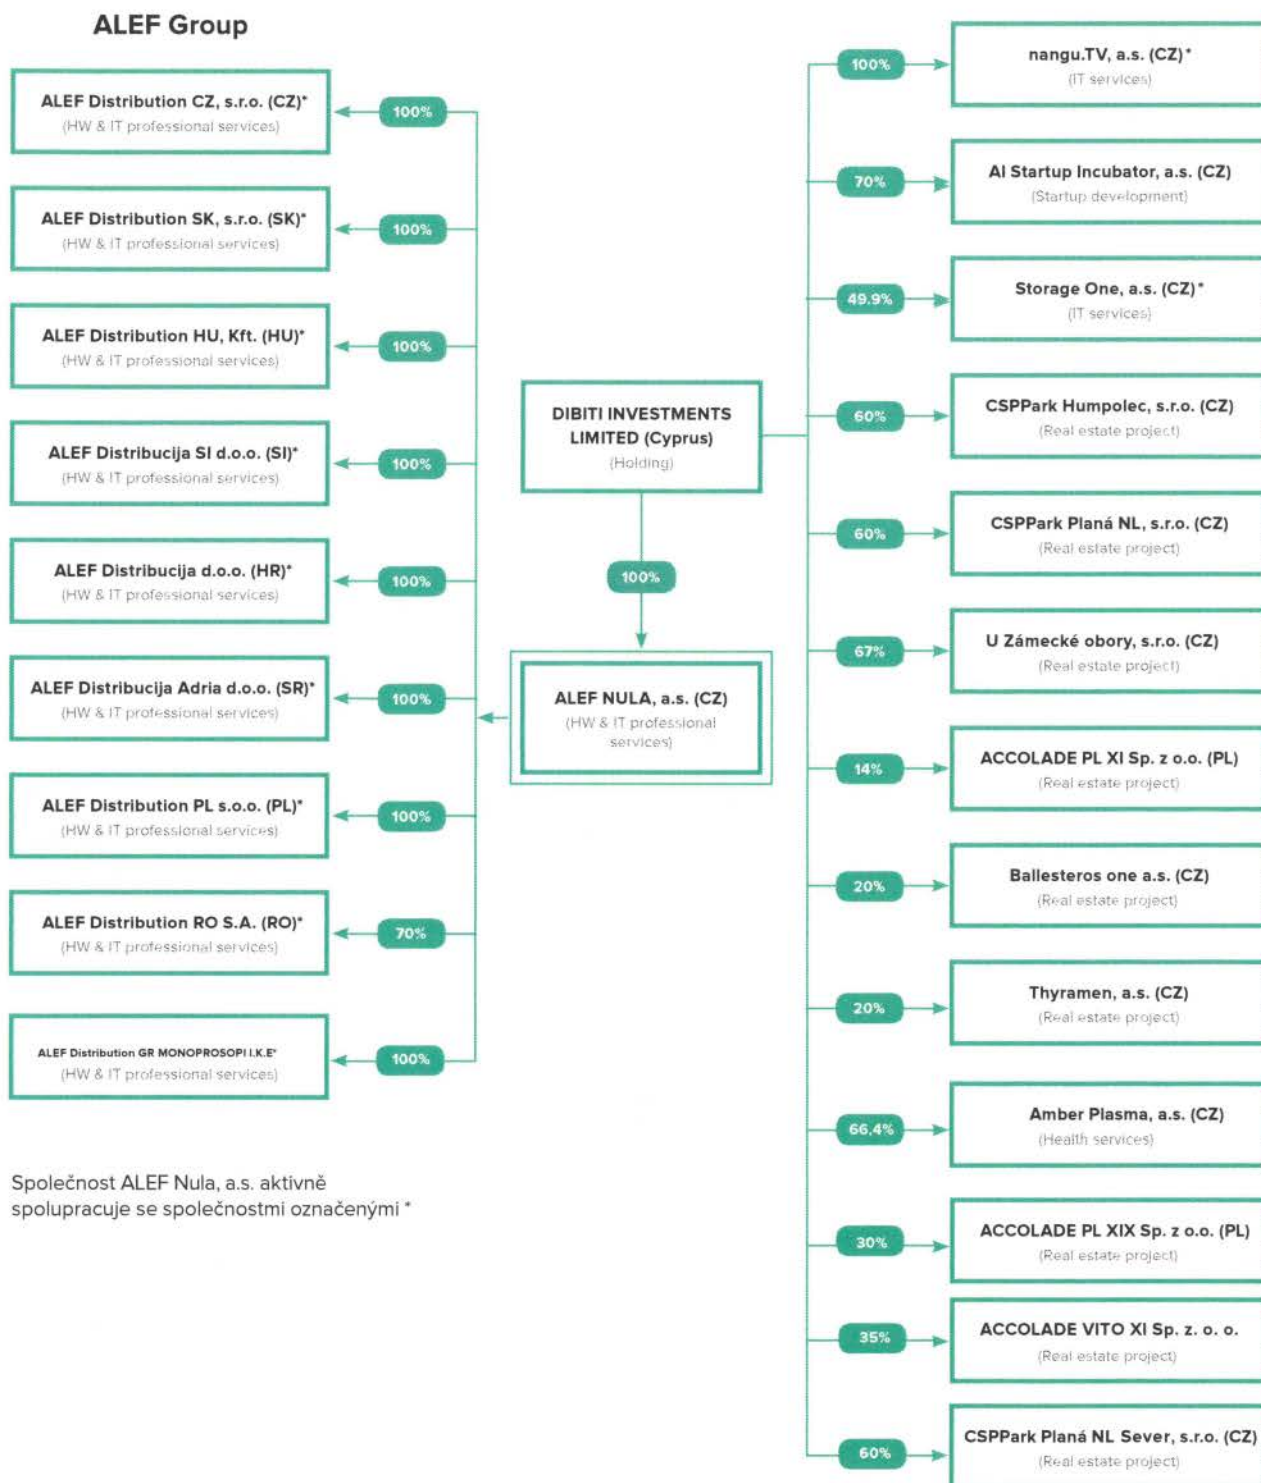 ALEF Group
ALEF Distribution CZ, s.r.o. (CZ)*
(HW & IT professional services)
100%
ALEF Distribution SK, s.r.o. (SK)*
(HW & IT professional services)
100%
ALEF Distribution HU, Kft. (HU)*
(HW & IT professional services)
100%
ALEF Distribucija SI d.o.o. (SI)*
(HW & IT professional services)
100%
ALEF Distribucija d.o.o. (HR)*
(HW & IT professional services)
100%
ALEF Distribucija Adria d.o.o. (SR)*
(HW & IT professional services)
100%
ALEF Distribution PL s.o.o. (PL)*
(HW & IT professional services)
100%
ALEF Distribution RO S.A. (RO)*
(HW & IT professional services)
70%
ALEF Distribution GR MONOPROSOPI I.K.E*
(HW & IT professional services)
100%
Společnost ALEF Nula, a.s. aktivně
spolupracuje se společnostmi označenými *
DIBITI INVESTMENTS
LIMITED (Cyprus)
(Holding)
100%
ALEF NULA, a.s. (CZ)
(HW & IT professional
services)
100%
nangu.TV, a.s. (CZ)*
(IT services)
70%
AI Startup Incubator, a.s. (CZ)
(Startup development)
49.9%
Storage One, a.s. (CZ)*
(IT services)
60%
CSPPark Humpolec, s.r.o. (CZ)
(Real estate project)
60%
CSPPark Planá NL, s.r.o. (CZ)
(Real estate project)
67%
U Zámecké obory, s.r.o. (CZ)
(Real estate project)
14%
ACCOLADE PL XI Sp. z o.o. (PL)
(Real estate project)
20%
Ballesteros one a.s. (CZ)
(Real estate project)
20%
Thyramen, a.s. (CZ)
(Real estate project)
66,4%
Amber Plasma, a.s. (CZ)
(Health services)
30%
ACCOLADE PL XIX Sp. z o.o. (PL)
(Real estate project)
35%
ACCOLADE VITO XI Sp. z. o. o.
(Real estate project)
60%
CSPPark Planá NL Sever, s.r.o. (CZ)
(Real estate project)